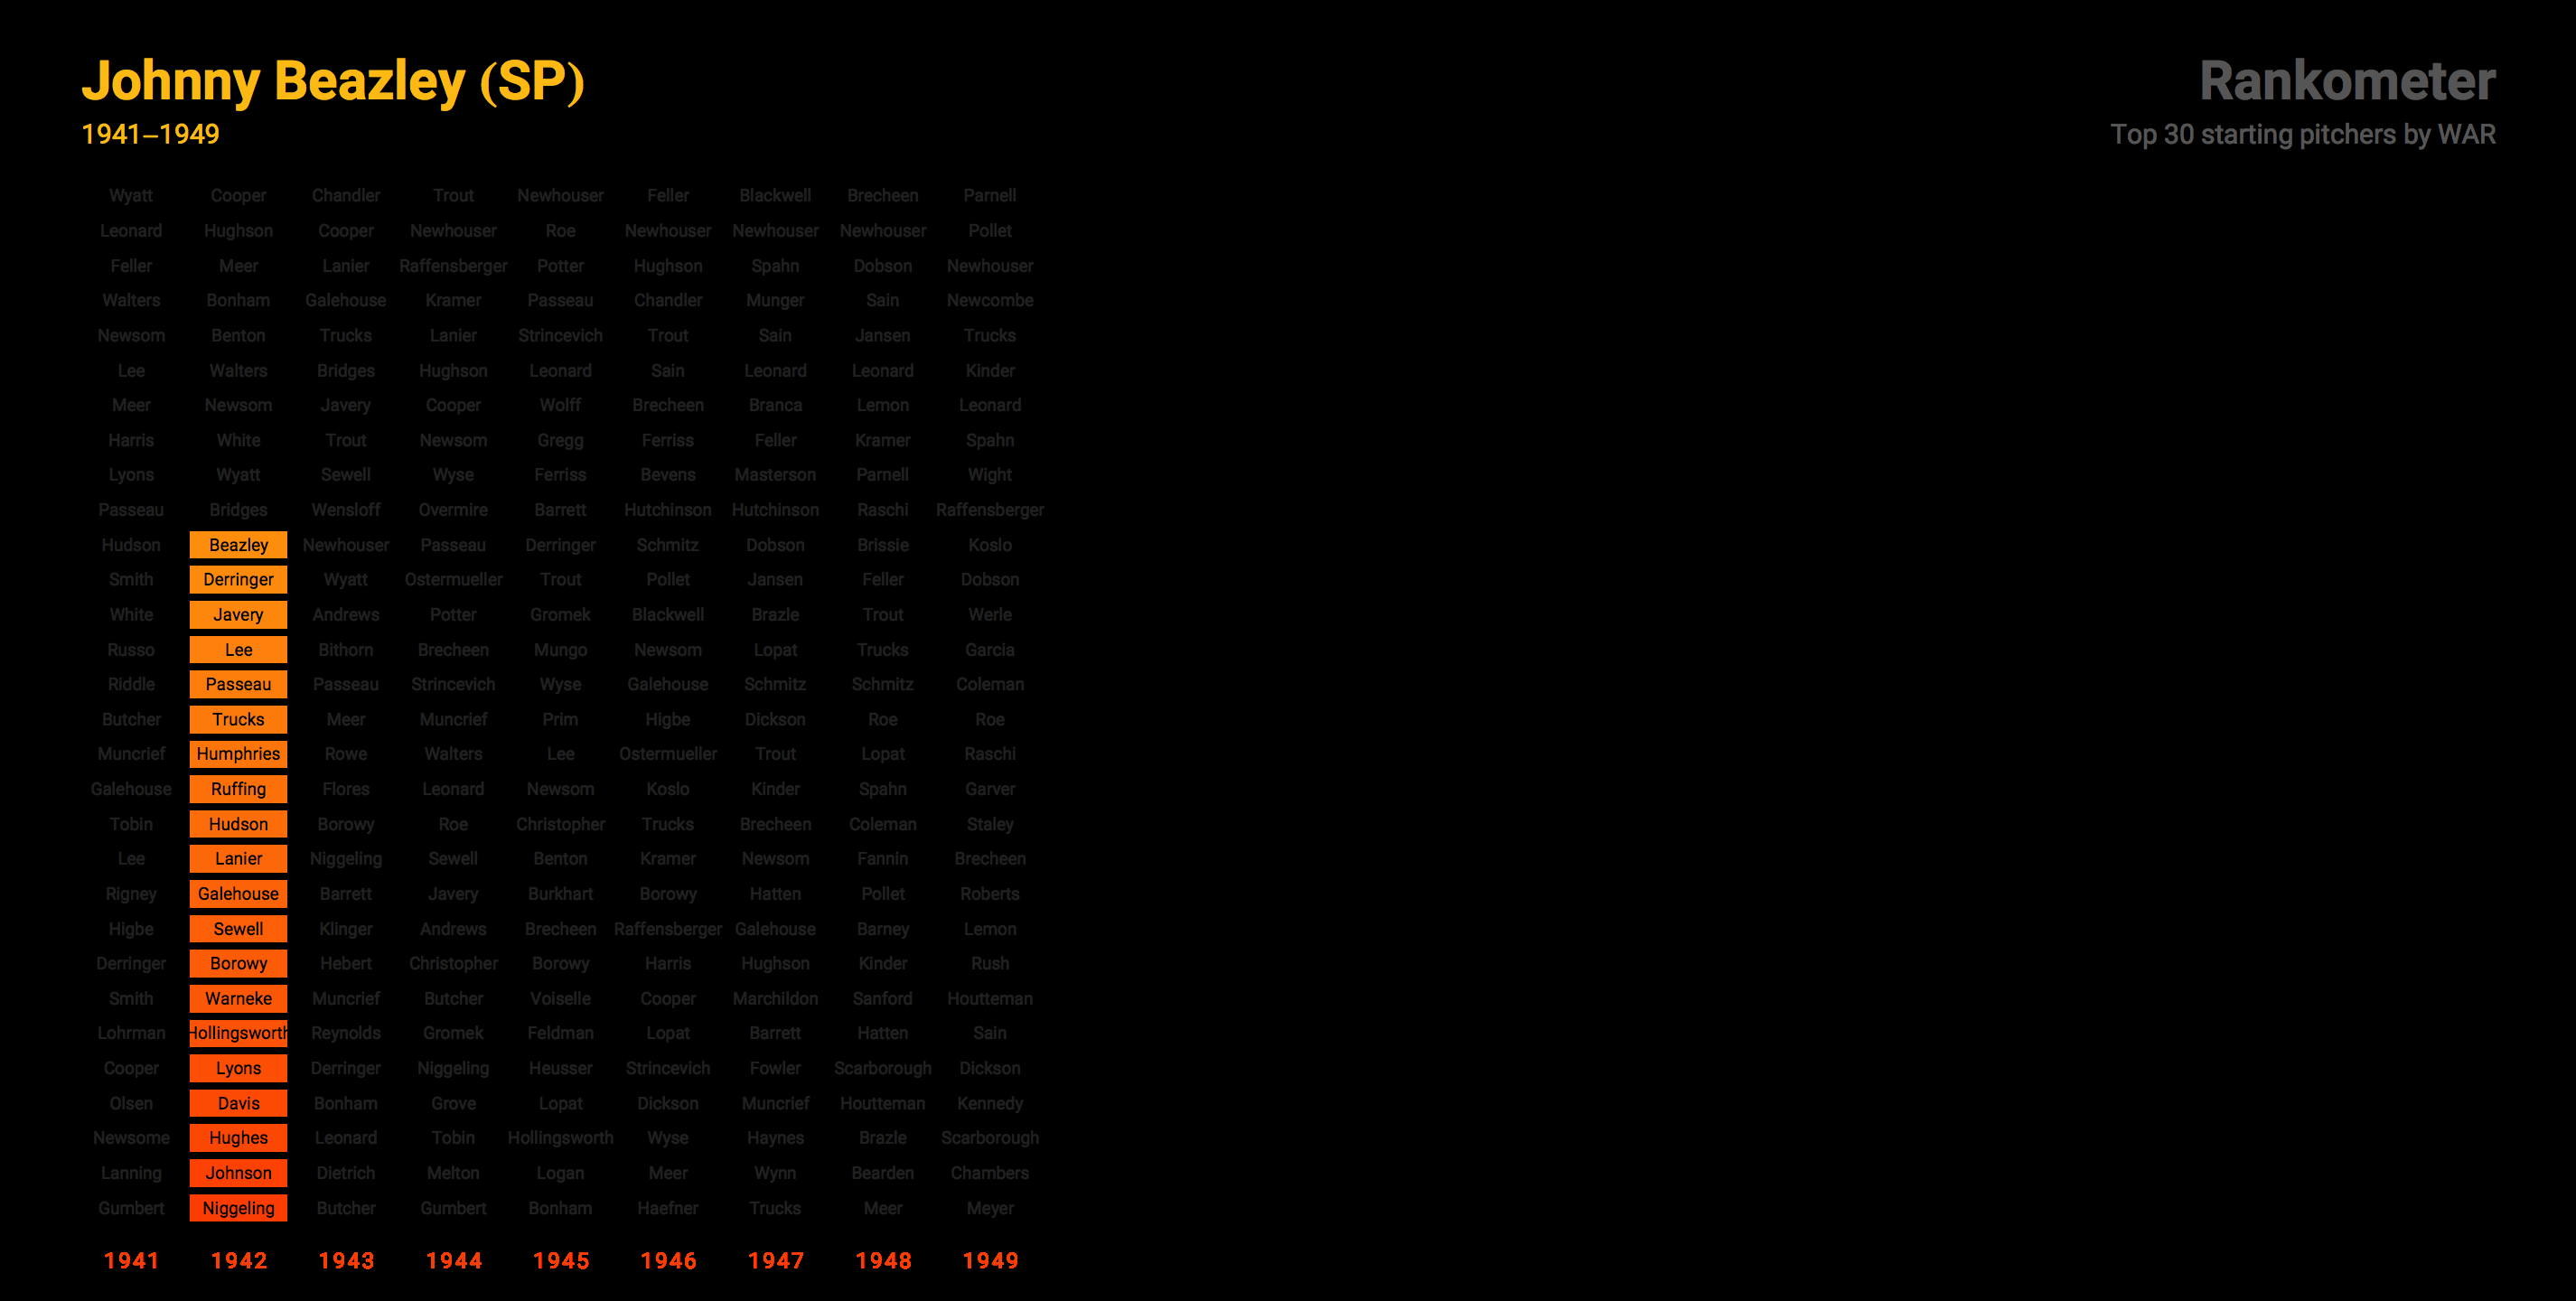 Johnny Beazley (SP)
1941–1949
Rankometer
Top 30 starting pitchers by WAR
Wyatt Cooper Chandler Trout Newhouser Feller Blackwell Brecheen Parnell
Leonard Hughson Cooper Newhouser Roe Newhouser Newhouser Newhouser Pollet
Feller Meer Lanier Raffensberger Potter Hughson Spahn Dobson Newhouser
Walters Bonham Galehouse Kramer Passeau Chandler Munger Sain Newcombe
Newsom Benton Trucks Lanier Strincevich Trout Sain Jansen Trucks
Lee Walters Bridges Hughson Leonard Sain Leonard Leonard Kinder
Meer Newsom Javery Cooper Wolff Brecheen Branca Lemon Leonard
Harris White Trout Newsom Gregg Ferriss Feller Kramer Spahn
Lyons Wyatt Sewell Wyse Ferriss Bevens Masterson Parnell Wight
Passeau Bridges Wensloff Overmire Barrett Hutchinson Hutchinson Raschi Raffensberger
Hudson Beazley Newhouser Passeau Derringer Schmitz Dobson Brissie Koslo
Smith Derringer Wyatt Ostermueller Trout Pollet Jansen Feller Dobson
White Javery Andrews Potter Gromek Blackwell Brazle Trout Werle
Russo Lee Bithorn Brecheen Mungo Newsom Lopat Trucks Garcia
Riddle Passeau Passeau Strincevich Wyse Galehouse Schmitz Schmitz Coleman
Butcher Trucks Meer Muncrief Prim Higbe Dickson Roe Roe
Muncrief Humphries Rowe Walters Lee Ostermueller Trout Lopat Raschi
Galehouse Ruffing Flores Leonard Newsom Koslo Kinder Spahn Garver
Tobin Hudson Borowy Roe Christopher Trucks Brecheen Coleman Staley
Lee Lanier Niggeling Sewell Benton Kramer Newsom Fannin Brecheen
Rigney Galehouse Barrett Javery Burkhart Borowy Hatten Pollet Roberts
Higbe Sewell Klinger Andrews Brecheen Raffensberger Galehouse Barney Lemon
Derringer Borowy Hebert Christopher Borowy Harris Hughson Kinder Rush
Smith Warneke Muncrief Butcher Voiselle Cooper Marchildon Sanford Houtteman
Lohrman Hollingsworth Reynolds Gromek Feldman Lopat Barrett Hatten Sain
Cooper Lyons Derringer Niggeling Heusser Strincevich Fowler Scarborough Dickson
Olsen Davis Bonham Grove Lopat Dickson Muncrief Houtteman Kennedy
Newsome Hughes Leonard Tobin Hollingsworth Wyse Haynes Brazle Scarborough
Lanning Johnson Dietrich Melton Logan Meer Wynn Bearden Chambers
Gumbert Niggeling Butcher Gumbert Bonham Haefner Trucks Meer Meyer
1941 1942 1943 1944 1945 1946 1947 1948 1949